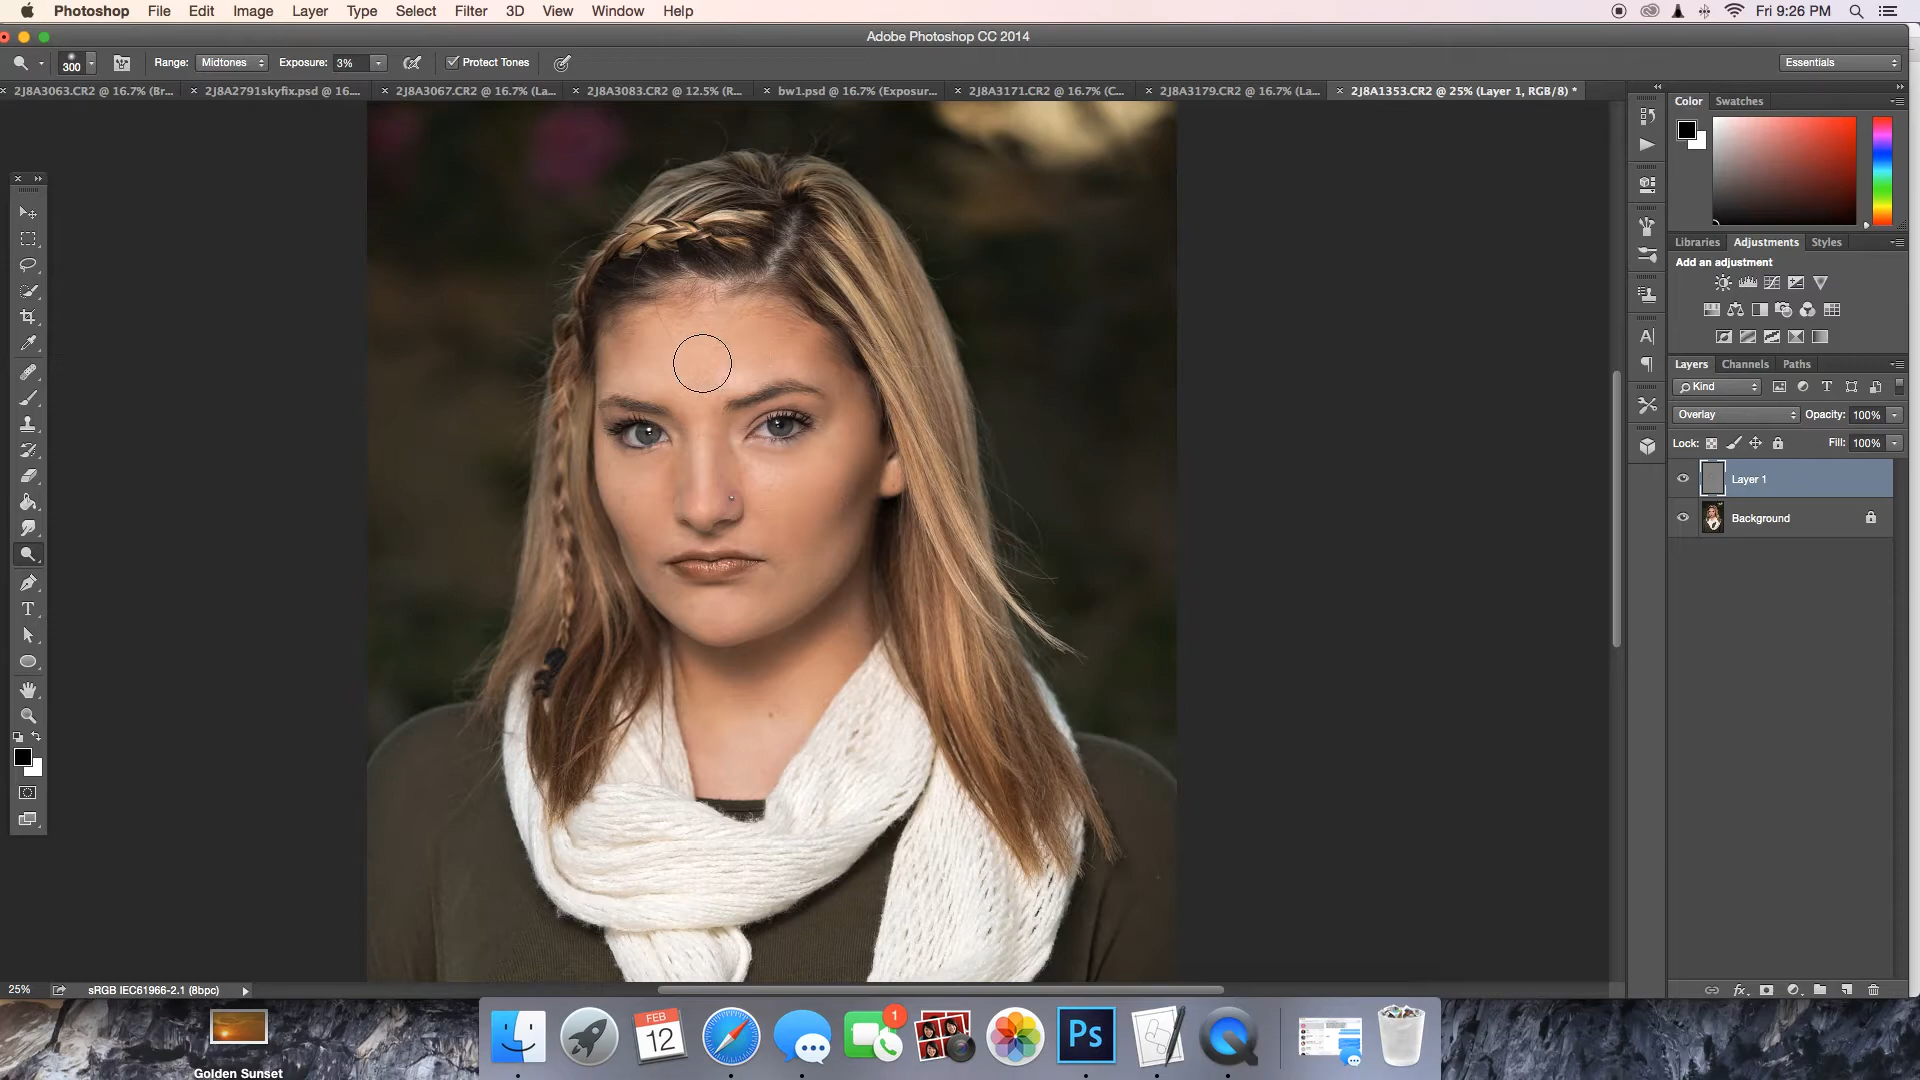 Photoshop File Edit Image Layer Type Select Filter 3D View Window Help Fri 9:26 PM
Adobe Photoshop CC 2014
300 Range: Midtones Exposure: 3% Protect Tones Essentials
2J8A3063.CR2 @ 16.7% (Br... 2J8A2791skyfix.psd @ 16.... 2J8A3067.CR2 @ 16.7% (La... 2J8A3083.CR2 @ 12.5% (R... bw1.psd @ 16.7% (Exposur... 2J8A3171.CR2 @ 16.7% (C... 2J8A3179.CR2 @ 16.7% (La... 2J8A1353.CR2 @ 25% (Layer 1, RGB/8) *
Color Swatches
Libraries Adjustments Styles
Add an adjustment
Layers Channels Paths
Kind
Overlay Opacity: 100%
Lock: Fill: 100%
Layer 1
Background
25% sRGB IEC61966-2.1 (8bpc)
FEB
12
1
Ps
Golden Sunset